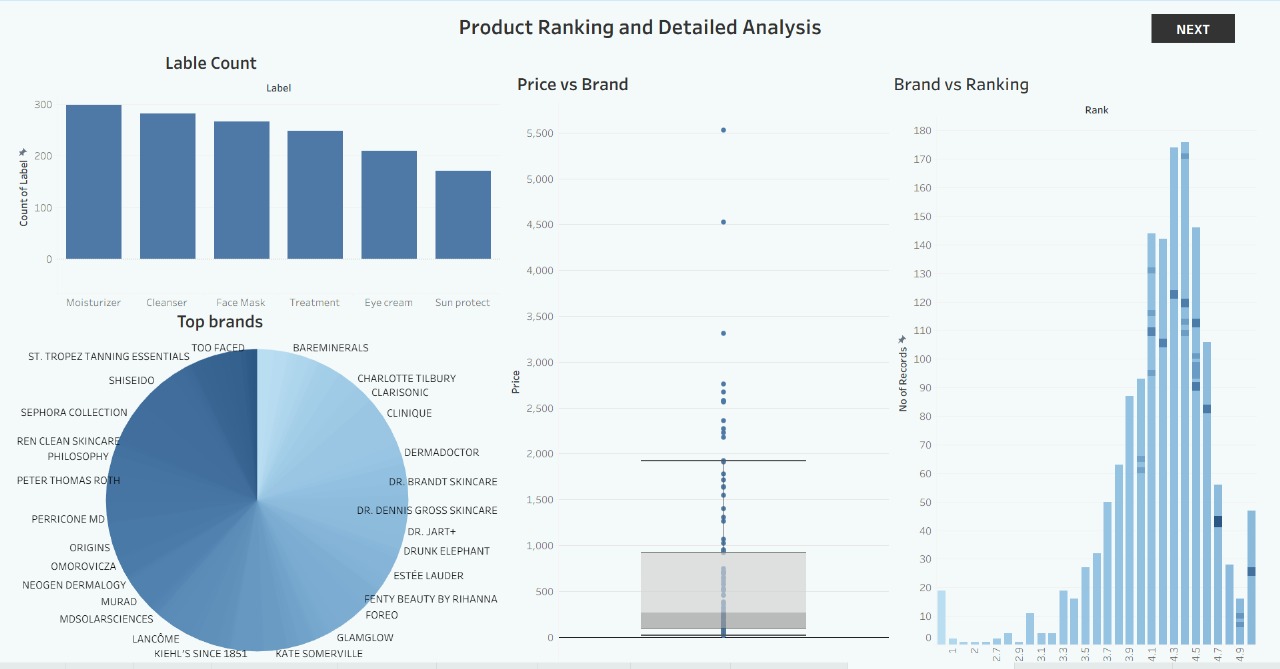 Product Ranking and Detailed Analysis
NEXT
Lable Count
Label
300
200
100
0
Count of Label
Moisturizer Cleanser Face Mask Treatment Eye cream Sun protect
Top brands
TOO FACED
BAREMINERALS
ST. TROPEZ TANNING ESSENTIALS
CHARLOTTE TILBURY
SHISEIDO
CLARISONIC
SEPHORA COLLECTION
CLINIQUE
REN CLEAN SKINCARE
DERMADOCTOR
PHILOSOPHY
PETER THOMAS ROTH
DR. BRANDT SKINCARE
DR. DENNIS GROSS SKINCARE
PERRICONE MD
DR. JART+
ORIGINS
DRUNK ELEPHANT
OMOROVICZA
ESTÉE LAUDER
NEOGEN DERMALOGY
FENTY BEAUTY BY RIHANNA
MURAD
FOREO
MDSOLARSCIENCES
GLAMGLOW
LANCÔME
KIEHL'S SINCE 1851
KATE SOMERVILLE
Price vs Brand
5,500
5,000
4,500
4,000
3,500
3,000
2,500
2,000
1,500
1,000
500
0
Price
Brand vs Ranking
Rank
180
170
160
150
140
130
120
110
100
90
80
70
60
50
40
30
20
10
0
No of Records
1 2 2.7 2.9 3.1 3.3 3.5 3.7 3.9 4.1 4.3 4.5 4.7 4.9